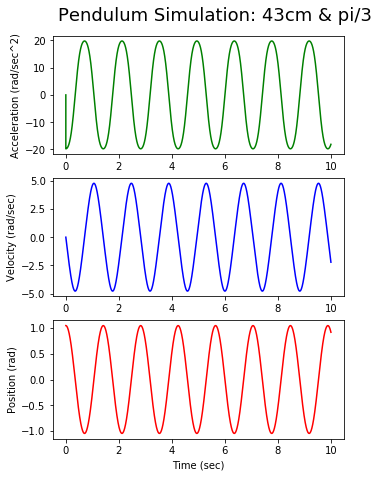 Pendulum Simulation: 43cm & pi/3
Acceleration (rad/sec^2)
20
10
0
−10
−20
0 2 4 6 8 10
Velocity (rad/sec)
5.0
2.5
0.0
−2.5
−5.0
0 2 4 6 8 10
Position (rad)
1.0
0.5
0.0
−0.5
−1.0
0 2 4 6 8 10
Time (sec)